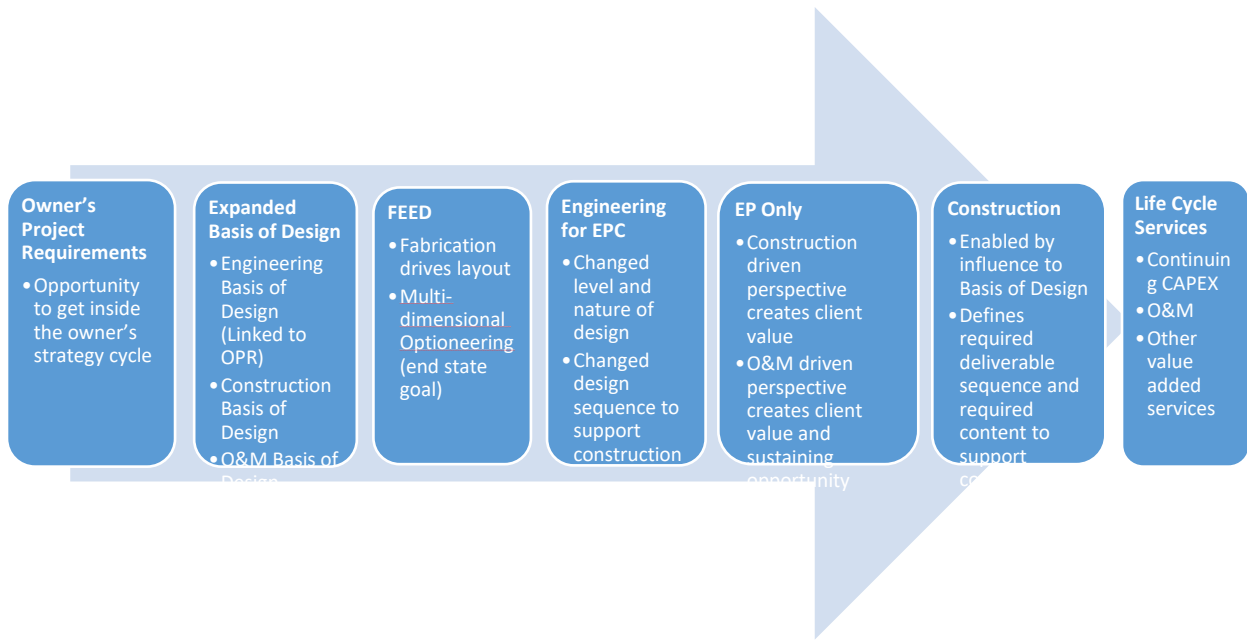 Owner's
Project
Requirements
• Opportunity
to get inside
the owner's
strategy cycle
Expanded
Basis of Design
• Engineering
Basis of
Design
(Linked to
OPR)
• Construction
Basis of
Design
• O&M Basis of
Design
FEED
• Fabrication
drives layout
• Multi-
dimensional
Optioneering
(end state
goal)
Engineering
for EPC
• Changed
level and
nature of
design
• Changed
design
sequence to
support
construction
EP Only
• Construction
driven
perspective
creates client
value
• O&M driven
perspective
creates client
value and
sustaining
opportunity
Construction
• Enabled by
influence to
Basis of Design
• Defines
required
deliverable
sequence and
required
content to
support
Life Cycle
Services
• Continuin
g CAPEX
• O&M
• Other
value
added
services